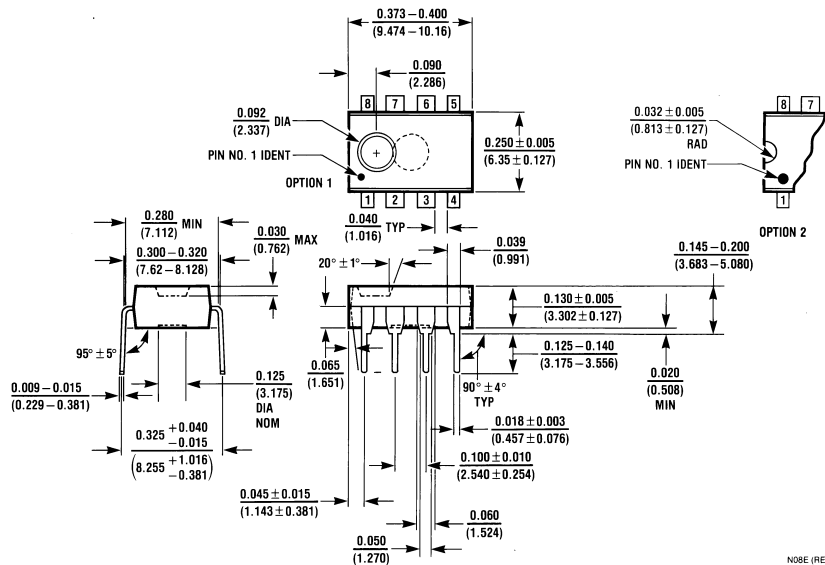 0.373 – 0.400
(9.474 – 10.16)
0.090
(2.286)
8 7 6 5
0.092
(2.337)
DIA
PIN NO. 1 IDENT
OPTION 1
1 2 3 4
0.250 ± 0.005
(6.35 ± 0.127)
0.032 ± 0.005
(0.813 ± 0.127)
RAD
PIN NO. 1 IDENT
8 7
1
OPTION 2
0.280
(7.112)
MIN
0.300 – 0.320
(7.62 – 8.128)
0.030
(0.762)
MAX
0.040
(1.016)
TYP
0.039
(0.991)
20° ± 1°
0.145 – 0.200
(3.683 – 5.080)
0.130 ± 0.005
(3.302 ± 0.127)
95° ± 5°
0.009 – 0.015
(0.229 – 0.381)
0.125
(3.175)
DIA
NOM
0.065
(1.651)
90° ± 4°
TYP
0.125 – 0.140
(3.175 – 3.556)
0.020
(0.508)
MIN
0.325 +0.040
–0.015
(8.255 +1.016
–0.381)
0.018 ± 0.003
(0.457 ± 0.076)
0.100 ± 0.010
(2.540 ± 0.254)
0.045 ± 0.015
(1.143 ± 0.381)
0.060
(1.524)
0.050
(1.270)
N08E (RE